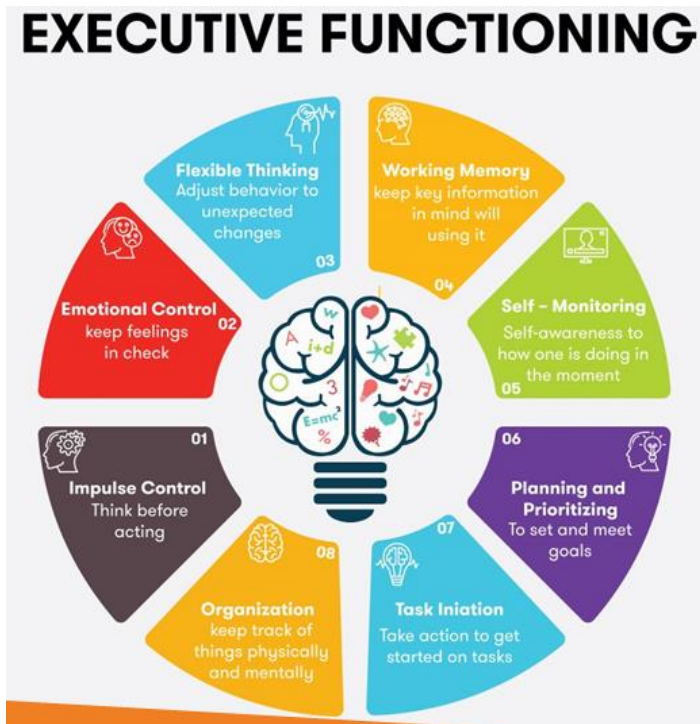 EXECUTIVE FUNCTIONING
Flexible Thinking
Adjust behavior to
unexpected
changes
03
Working Memory
keep key information
in mind will
using it
04
Emotional Control
keep feelings
in check
02
Self – Monitoring
Self-awareness to
how one is doing in
the moment
05
01
Impulse Control
Think before
acting
06
Planning and
Prioritizing
To set and meet
goals
08
Organization
keep track of
things physically
and mentally
07
Task Iniation
Take action to get
started on tasks
W
A
i+d
3
E=mc²
%